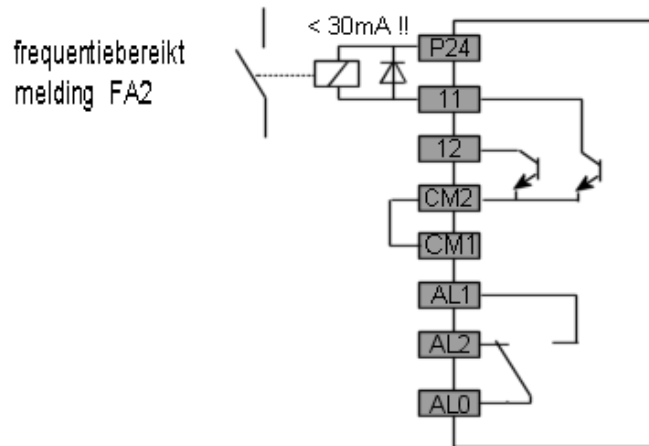 < 30mA !!
frequentiebereikt
melding FA2
P24
11
12
CM2
CM1
AL1
AL2
AL0